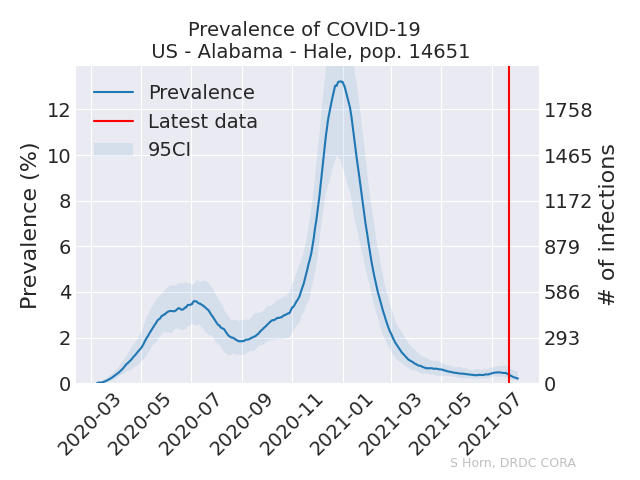 Prevalence of COVID-19
US - Alabama - Hale, pop. 14651
Prevalence
Latest data
95CI
Prevalence (%)
12
10
8
6
4
2
0
1758
1465
1172
879
586
293
0
# of infections
2020-03
2020-05
2020-07
2020-09
2020-11
2021-01
2021-03
2021-05
2021-07
S Horn, DRDC CORA